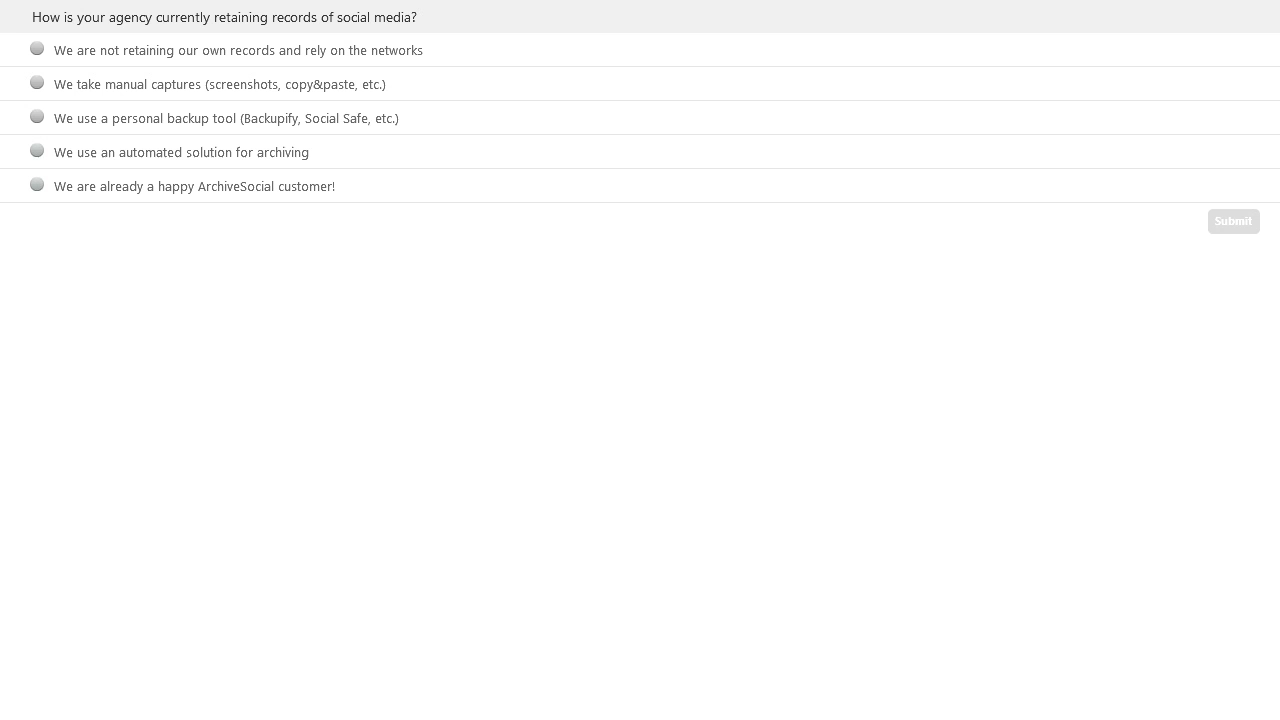 How is your agency currently retaining records of social media?
We are not retaining our own records and rely on the networks
We take manual captures (screenshots, copy&paste, etc.)
We use a personal backup tool (Backupify, Social Safe, etc.)
We use an automated solution for archiving
We are already a happy ArchiveSocial customer!
Submit